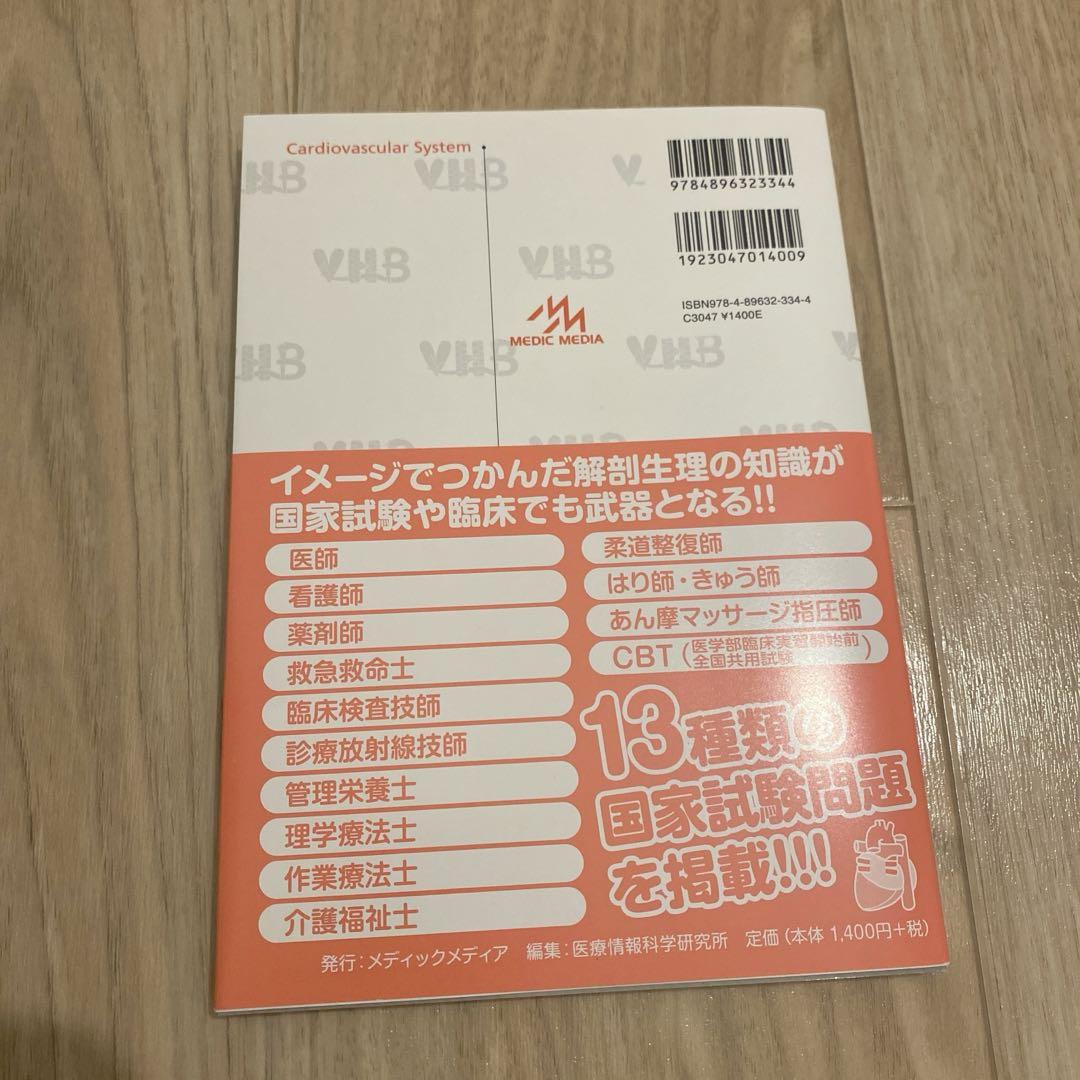 Cardiovascular System
VHB VHB V
9784896323344
VHB VHB
1923047014009
ISBN978-4-89632-334-4
C3047 ¥1400E
MEDIC MEDIA
VHB VHB VHB
イメージでつかんだ解剖生理の知識が
国家試験や臨床でも武器となる!!
医師
看護師
薬剤師
救急救命士
臨床検査技師
診療放射線技師
管理栄養士
理学療法士
作業療法士
介護福祉士
柔道整復師
はり師・きゅう師
あん摩マッサージ指圧師
CBT(医学部臨床実習開始前
全国共用試験)
13種類の
国家試験問題
を掲載!!!
発行:メディックメディア 編集:医療情報科学研究所 定価(本体 1,400円+税)